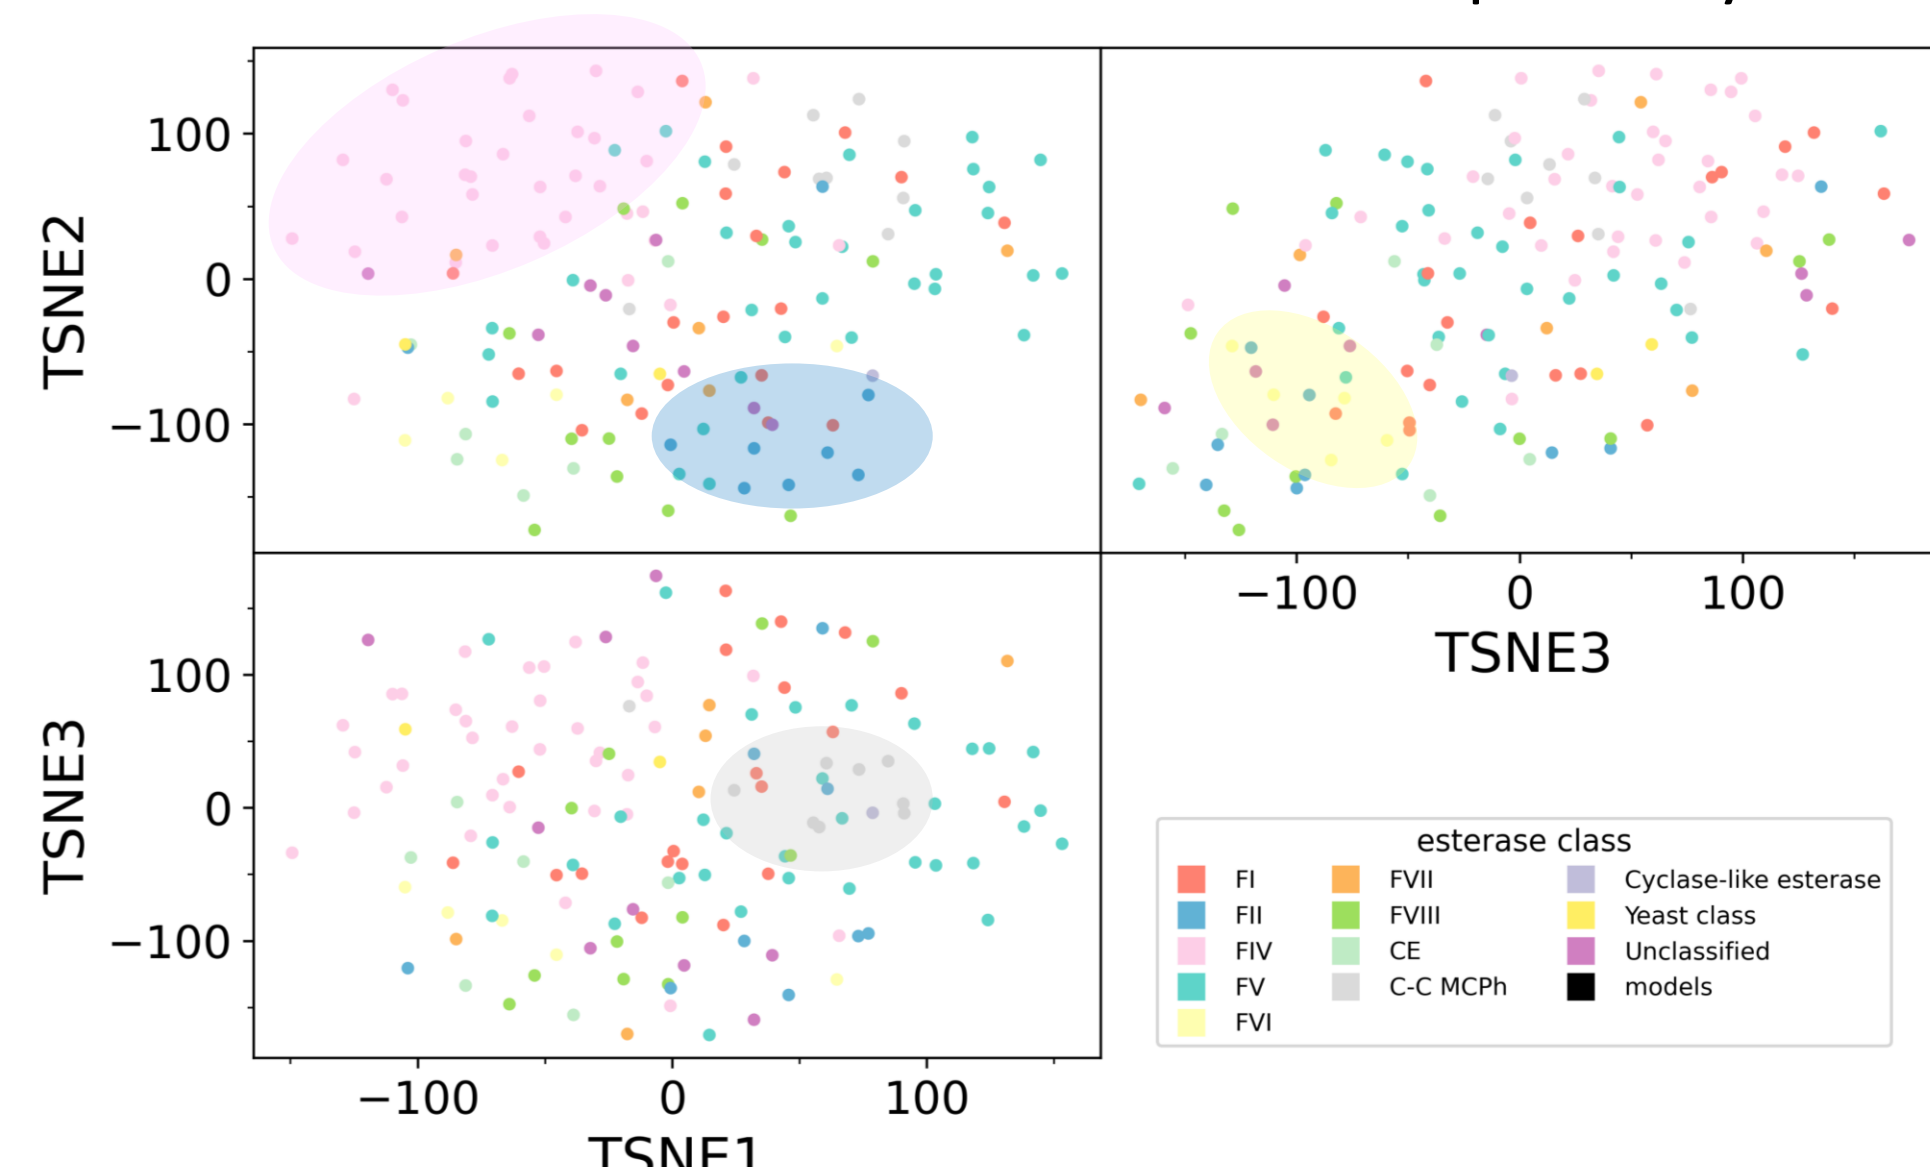 TSNE2
100
0
−100
−100
0
100
TSNE3
TSNE3
100
0
−100
−100
0
100
TSNE1
esterase class
FI
FII
FIV
FV
FVI
FVII
FVIII
CE
C-C MCPh
Cyclase-like esterase
Yeast class
Unclassified
models